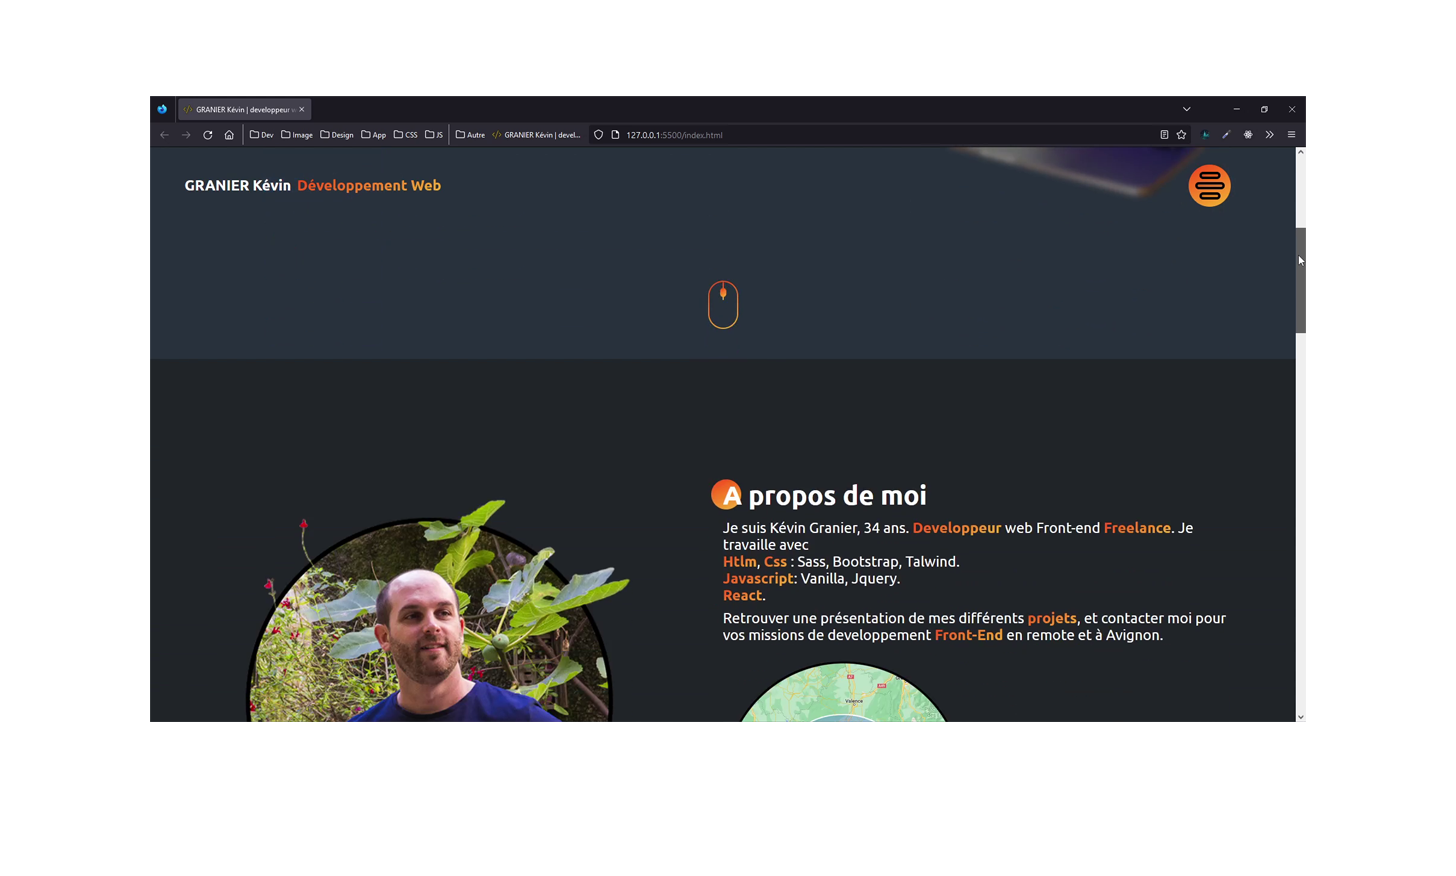 GRANIER Kévin | developpeur w
Dev Image Design App CSS JS Autre GRANIER Kévin | devel... 127.0.0.1:5500/index.html
GRANIER Kévin Développement Web
A propos de moi
Je suis Kévin Granier, 34 ans. Developpeur web Front-end Freelance. Je
travaille avec
Htlm, Css : Sass, Bootstrap, Talwind.
Javascript: Vanilla, Jquery.
React.
Retrouver une présentation de mes différents projets, et contacter moi pour
vos missions de developpement Front-End en remote et à Avignon.
Valence